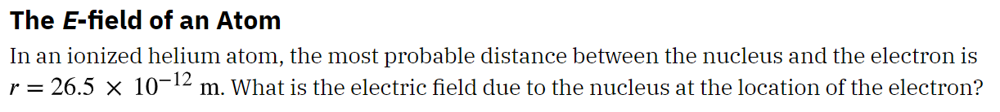 The E-field of an Atom
In an ionized helium atom, the most probable distance between the nucleus and the electron is
r = 26.5 × 10⁻¹² m. What is the electric field due to the nucleus at the location of the electron?